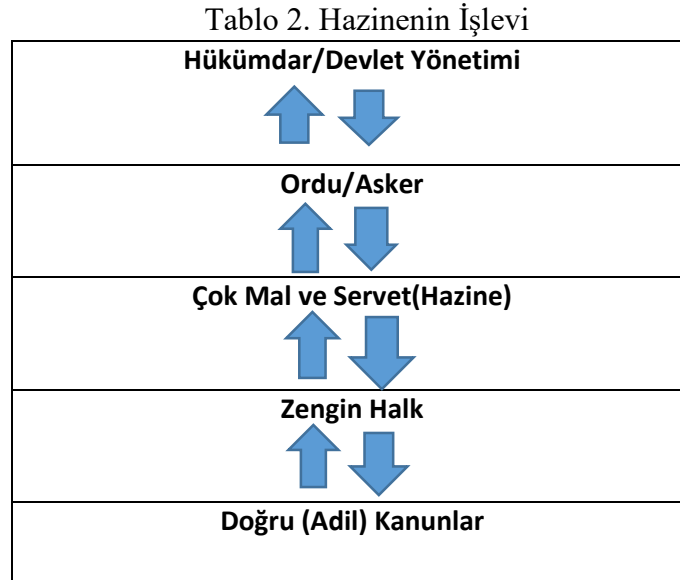 Tablo 2. Hazinenin İşlevi
Hükümdar/Devlet Yönetimi
Ordu/Asker
Çok Mal ve Servet(Hazine)
Zengin Halk
Doğru (Adil) Kanunlar